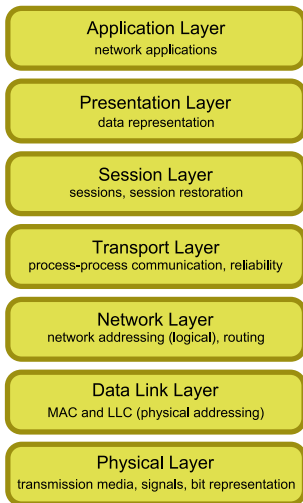 Application Layer
network applications
Presentation Layer
data representation
Session Layer
sessions, session restoration
Transport Layer
process-process communication, reliability
Network Layer
network addressing (logical), routing
Data Link Layer
MAC and LLC (physical addressing)
Physical Layer
transmission media, signals, bit representation